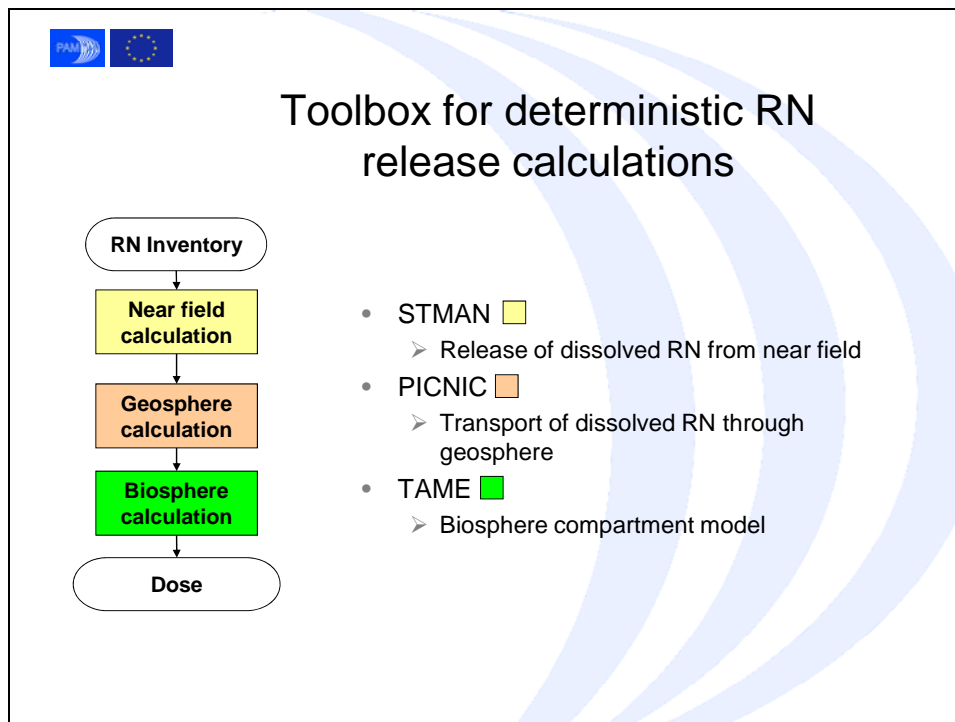 PAM
Toolbox for deterministic RN
release calculations
RN Inventory
Near field
calculation
Geosphere
calculation
Biosphere
calculation
Dose
• STMAN
➢ Release of dissolved RN from near field
• PICNIC
➢ Transport of dissolved RN through
geosphere
• TAME
➢ Biosphere compartment model